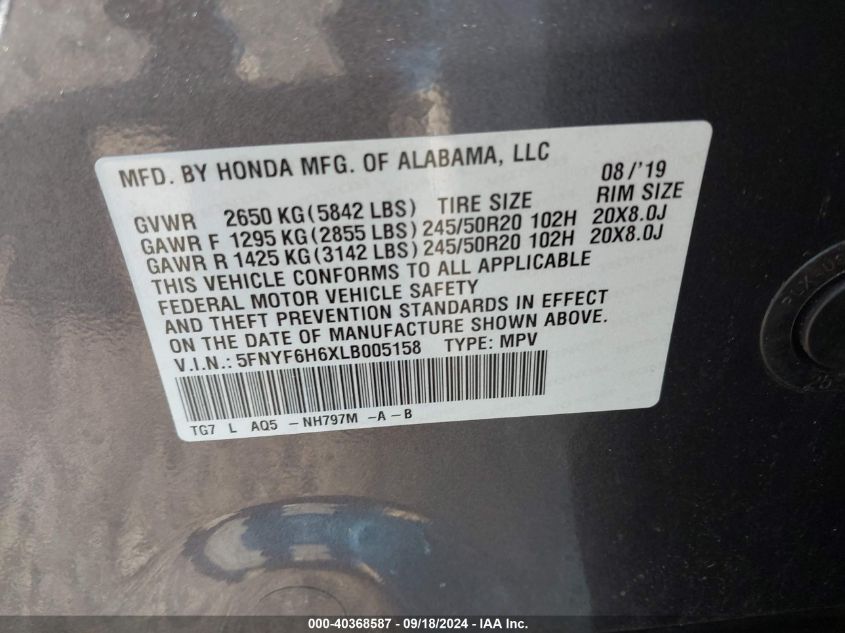 MFD. BY HONDA MFG. OF ALABAMA, LLC 08/'19
GVWR 2650 KG(5842 LBS) TIRE SIZE RIM SIZE
GAWR F 1295 KG(2855 LBS) 245/50R20 102H 20X8.0J
GAWR R 1425 KG(3142 LBS) 245/50R20 102H 20X8.0J
THIS VEHICLE CONFORMS TO ALL APPLICABLE
FEDERAL MOTOR VEHICLE SAFETY
AND THEFT PREVENTION STANDARDS IN EFFECT
ON THE DATE OF MANUFACTURE SHOWN ABOVE.
V.I.N.: 5FNYF6H6XLB005158 TYPE: MPV
TG7 L AQ5 -NH797M -A-B
000-40368587 - 09/18/2024 - IAA Inc.